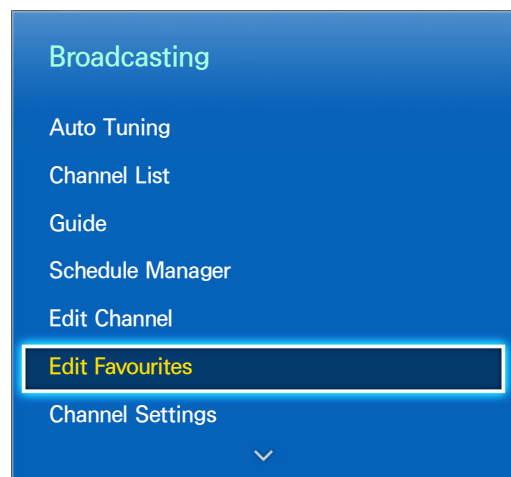 Broadcasting
Auto Tuning
Channel List
Guide
Schedule Manager
Edit Channel
Edit Favourites
Channel Settings